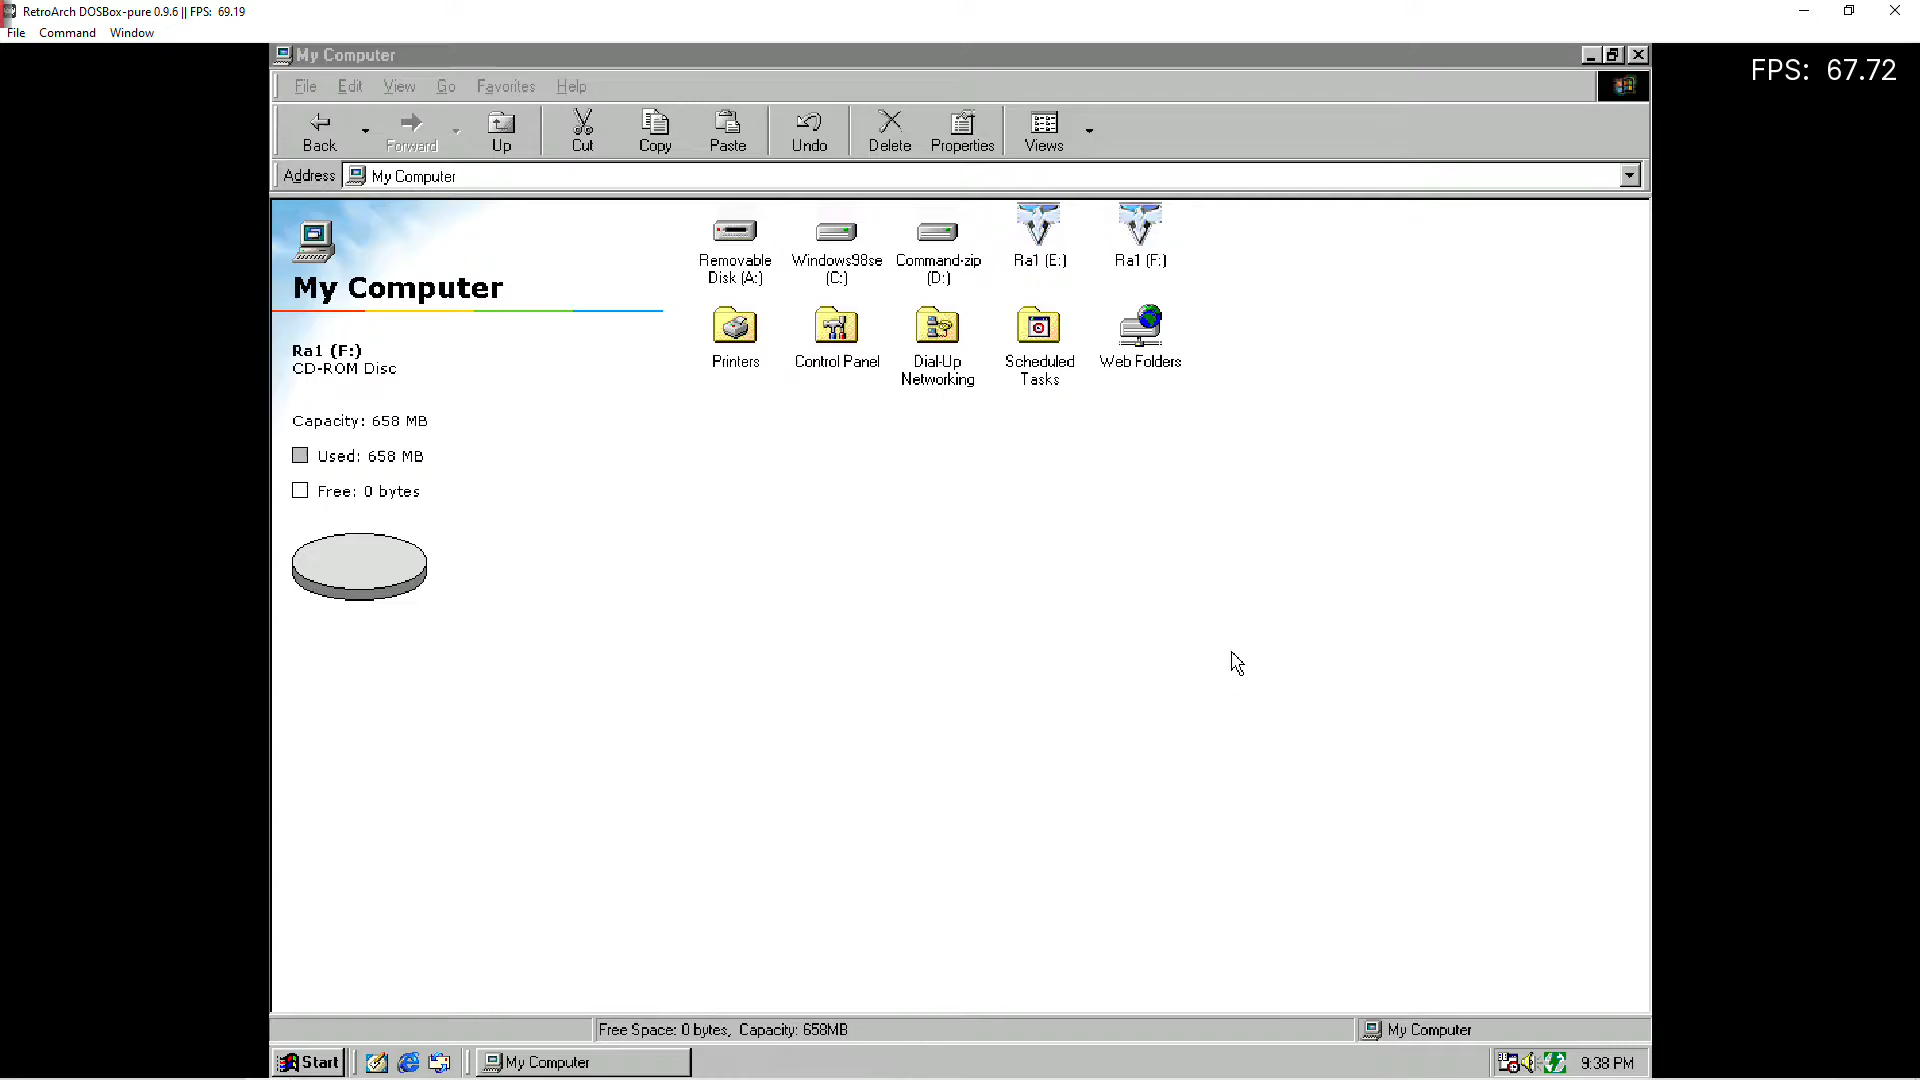 RetroArch DOSBox-pure 0.9.6 || FPS: 69.19
File Command Window
FPS: 67.72
My Computer
File Edit View Go Favorites Help
Back Forward Up Cut Copy Paste Undo Delete Properties Views
Address My Computer
My Computer
Ra1 (F:)
CD-ROM Disc
Capacity: 658 MB
Used: 658 MB
Free: 0 bytes
Removable Disk (A:)
Windows98se (C:)
Command-zip (D:)
Ra1 (E:)
Ra1 (F:)
Printers
Control Panel
Dial-Up Networking
Scheduled Tasks
Web Folders
Free Space: 0 bytes, Capacity: 658MB
My Computer
Start
My Computer
9:38 PM